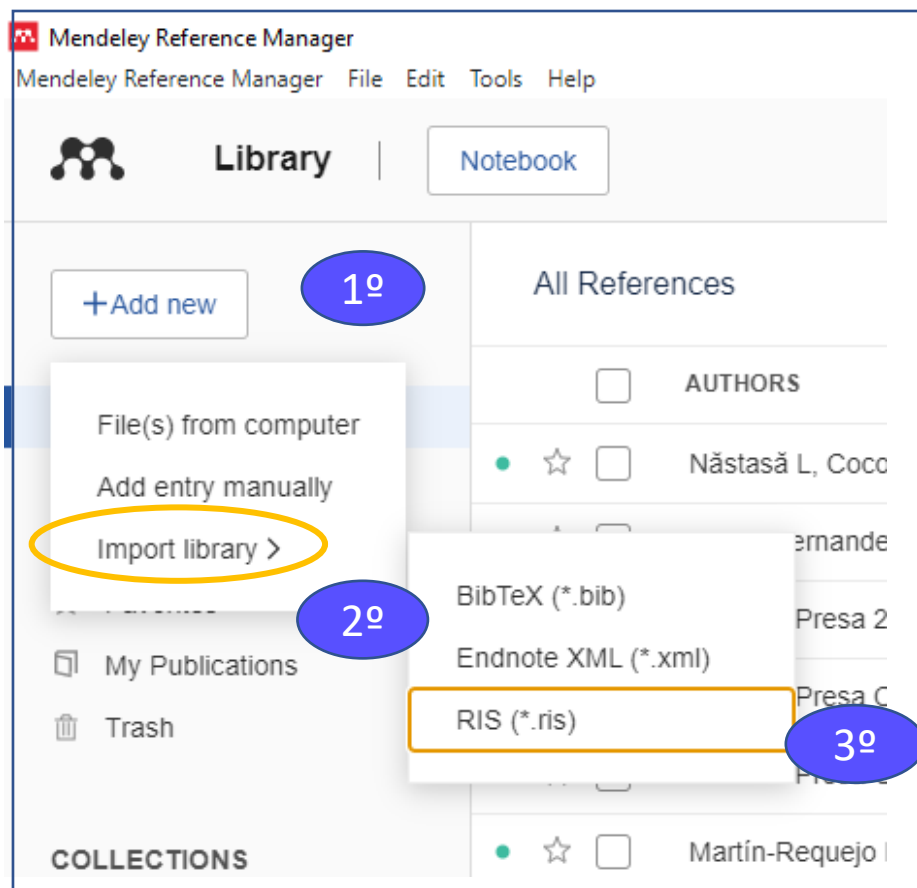 Mendeley Reference Manager
Mendeley Reference Manager File Edit Tools Help
Library
Notebook
+Add new
1º
All References
AUTHORS
File(s) from computer
Add entry manually
Import library >
2º
My Publications
Trash
COLLECTIONS
BibTeX (*.bib)
Endnote XML (*.xml)
RIS (*.ris)
3º
Năstasă L, Coco
ernande
Presa 2
Presa C
Martín-Requejo